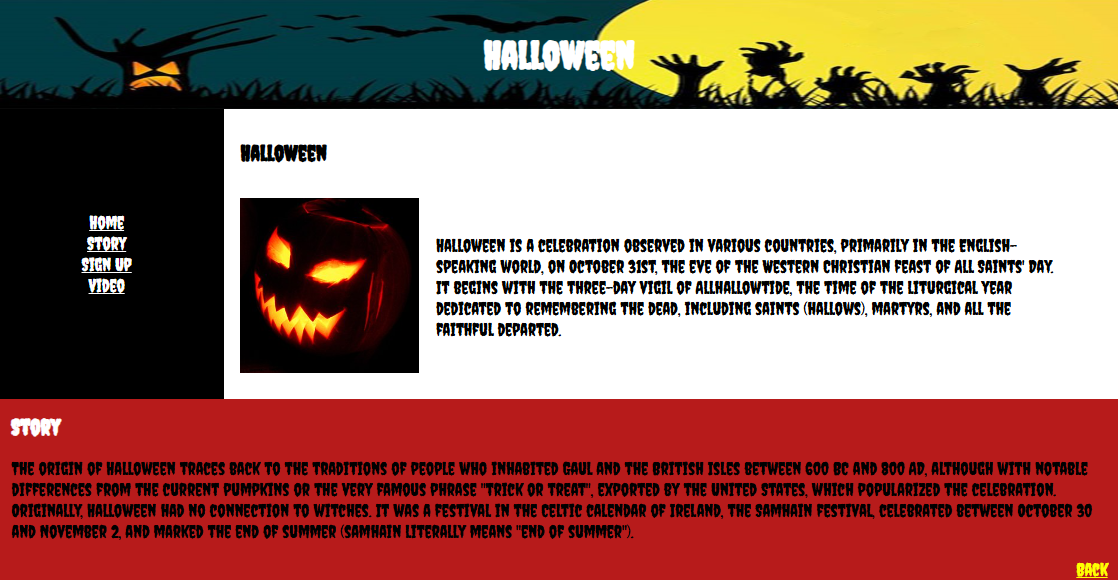 HALLOWEEN
HALLOWEEN
HOME
STORY
SIGN UP
VIDEO
HALLOWEEN IS A CELEBRATION OBSERVED IN VARIOUS COUNTRIES, PRIMARILY IN THE ENGLISH-
SPEAKING WORLD, ON OCTOBER 31ST, THE EVE OF THE WESTERN CHRISTIAN FEAST OF ALL SAINTS' DAY.
IT BEGINS WITH THE THREE-DAY VIGIL OF ALLHALLOWTIDE, THE TIME OF THE LITURGICAL YEAR
DEDICATED TO REMEMBERING THE DEAD, INCLUDING SAINTS (HALLOWS), MARTYRS, AND ALL THE
FAITHFUL DEPARTED.
STORY
THE ORIGIN OF HALLOWEEN TRACES BACK TO THE TRADITIONS OF PEOPLE WHO INHABITED GAUL AND THE BRITISH ISLES BETWEEN 600 BC AND 800 AD, ALTHOUGH WITH NOTABLE
DIFFERENCES FROM THE CURRENT PUMPKINS OR THE VERY FAMOUS PHRASE "TRICK OR TREAT", EXPORTED BY THE UNITED STATES, WHICH POPULARIZED THE CELEBRATION.
ORIGINALLY, HALLOWEEN HAD NO CONNECTION TO WITCHES. IT WAS A FESTIVAL IN THE CELTIC CALENDAR OF IRELAND, THE SAMHAIN FESTIVAL, CELEBRATED BETWEEN OCTOBER 30
AND NOVEMBER 2, AND MARKED THE END OF SUMMER (SAMHAIN LITERALLY MEANS "END OF SUMMER").
BACK